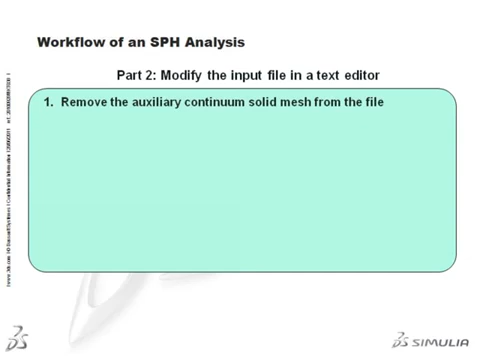 Workflow of an SPH Analysis
Part 2: Modify the input file in a text editor
1. Remove the auxiliary continuum solid mesh from the file
SIMULIA